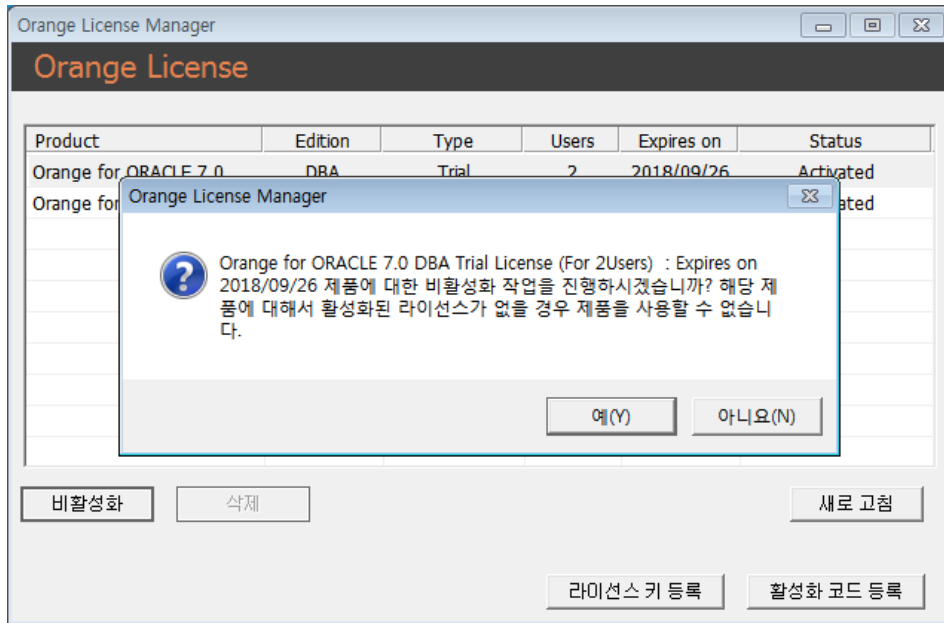 Orange License Manager
Orange License
Product Edition Type Users Expires on Status
Orange for ORACLE 7.0 DBA Trial 2 2018/09/26 Activated
Orange for
Orange License Manager
Orange for ORACLE 7.0 DBA Trial License (For 2Users) : Expires on
2018/09/26 제품에 대한 비활성화 작업을 진행하시겠습니까? 해당 제
품에 대해서 활성화된 라이선스가 없을 경우 제품을 사용할 수 없습니
다.
예(Y) 아니요(N)
비활성화 삭제 새로 고침
라이선스 키 등록 활성화 코드 등록